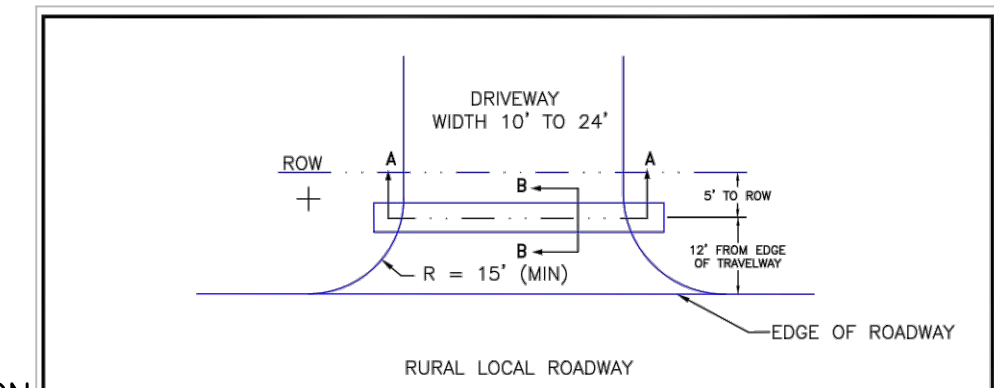 DRIVEWAY
WIDTH 10' TO 24'
ROW
A
A
B
5' TO ROW
B
12' FROM EDGE
OF TRAVELWAY
R = 15' (MIN)
EDGE OF ROADWAY
RURAL LOCAL ROADWAY
ON